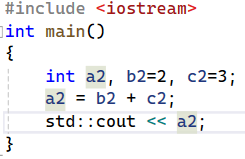 #include <iostream>
int main()
{
    int a2, b2=2, c2=3;
    a2 = b2 + c2;
    std::cout << a2;
}